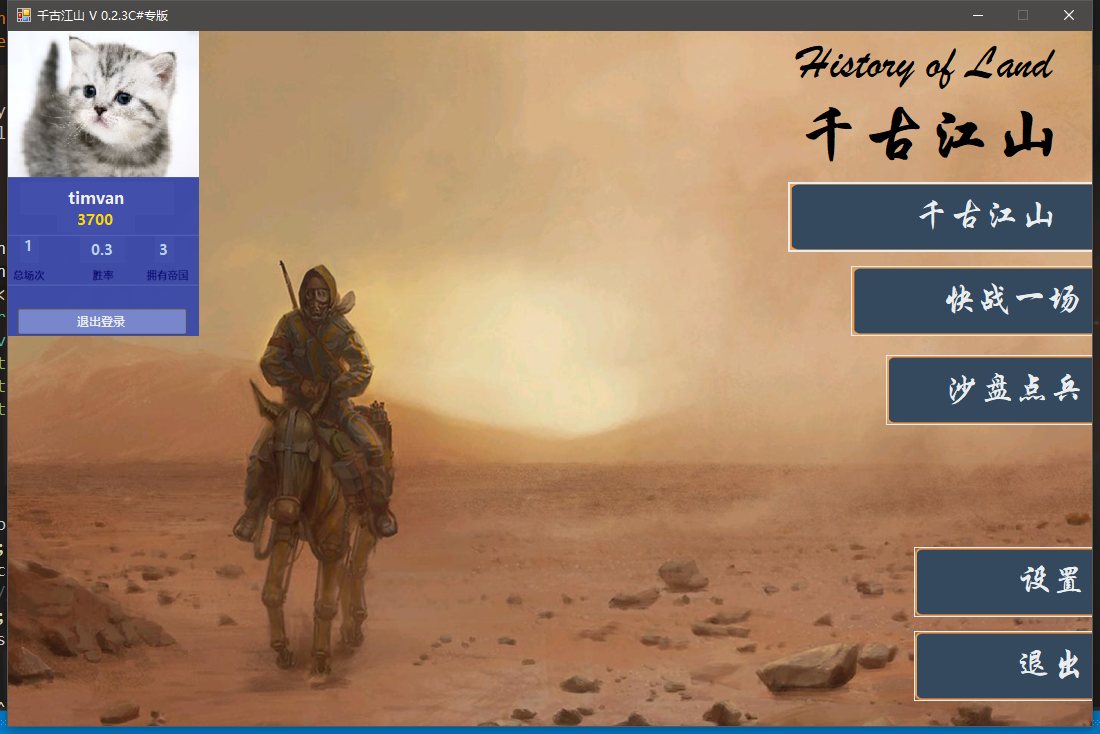 千古江山 V 0.2.3C#专版
timvan
3700
1 0.3 3
总场次 胜率 拥有帝国
退出登录
History of Land
千古江山
千古江山
快战一场
沙盘点兵
设置
退出